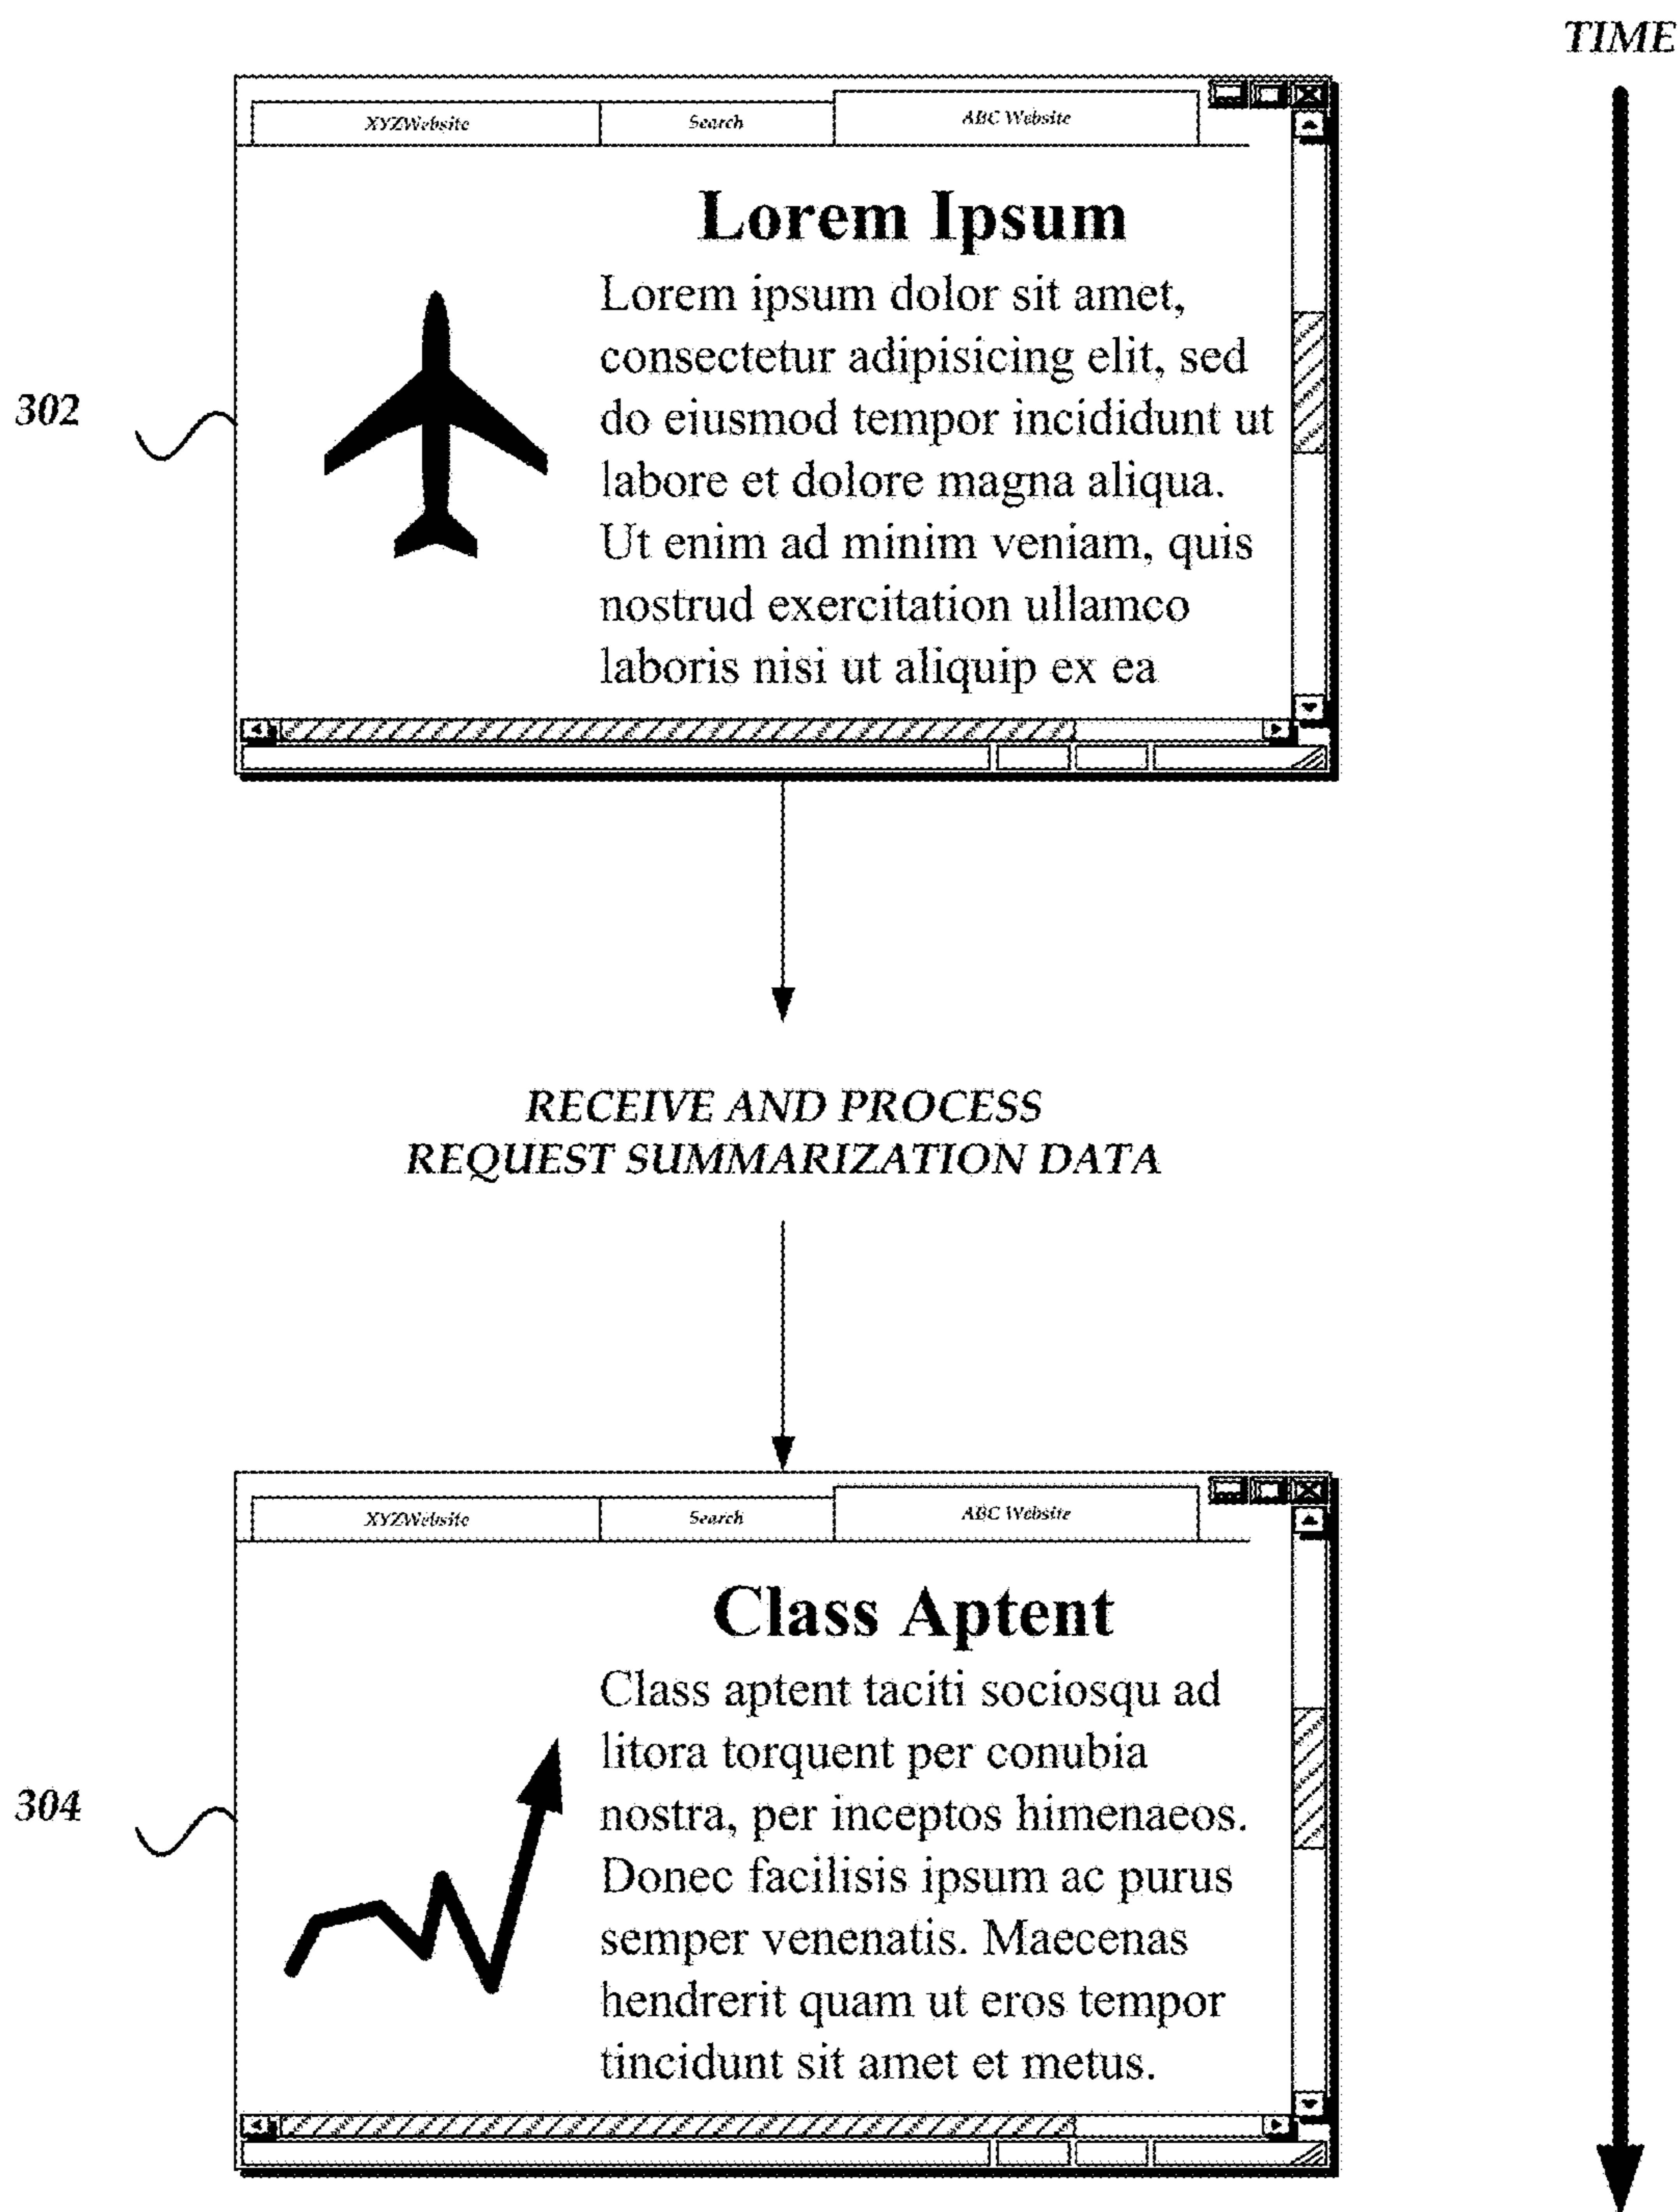 TIME
XYZWebsite
Search
ABC Website
Lorem Ipsum
Lorem ipsum dolor sit amet,
consectetur adipisicing elit, sed
do eiusmod tempor incididunt ut
labore et dolore magna aliqua.
Ut enim ad minim veniam, quis
nostrud exercitation ullamco
laboris nisi ut aliquip ex ea
302
RECEIVE AND PROCESS
REQUEST SUMMARIZATION DATA
XYZWebsite
Search
ABC Website
Class Aptent
Class aptent taciti sociosqu ad
litora torquent per conubia
nostra, per inceptos himenaeos.
Donec facilisis ipsum ac purus
semper venenatis. Maecenas
hendrerit quam ut eros tempor
tincidunt sit amet et metus.
304